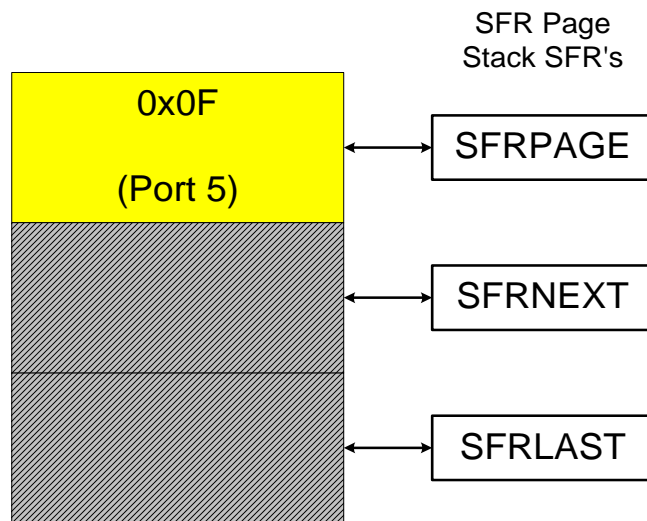 SFR Page
Stack SFR's
0x0F
(Port 5)
SFRPAGE
SFRNEXT
SFRLAST